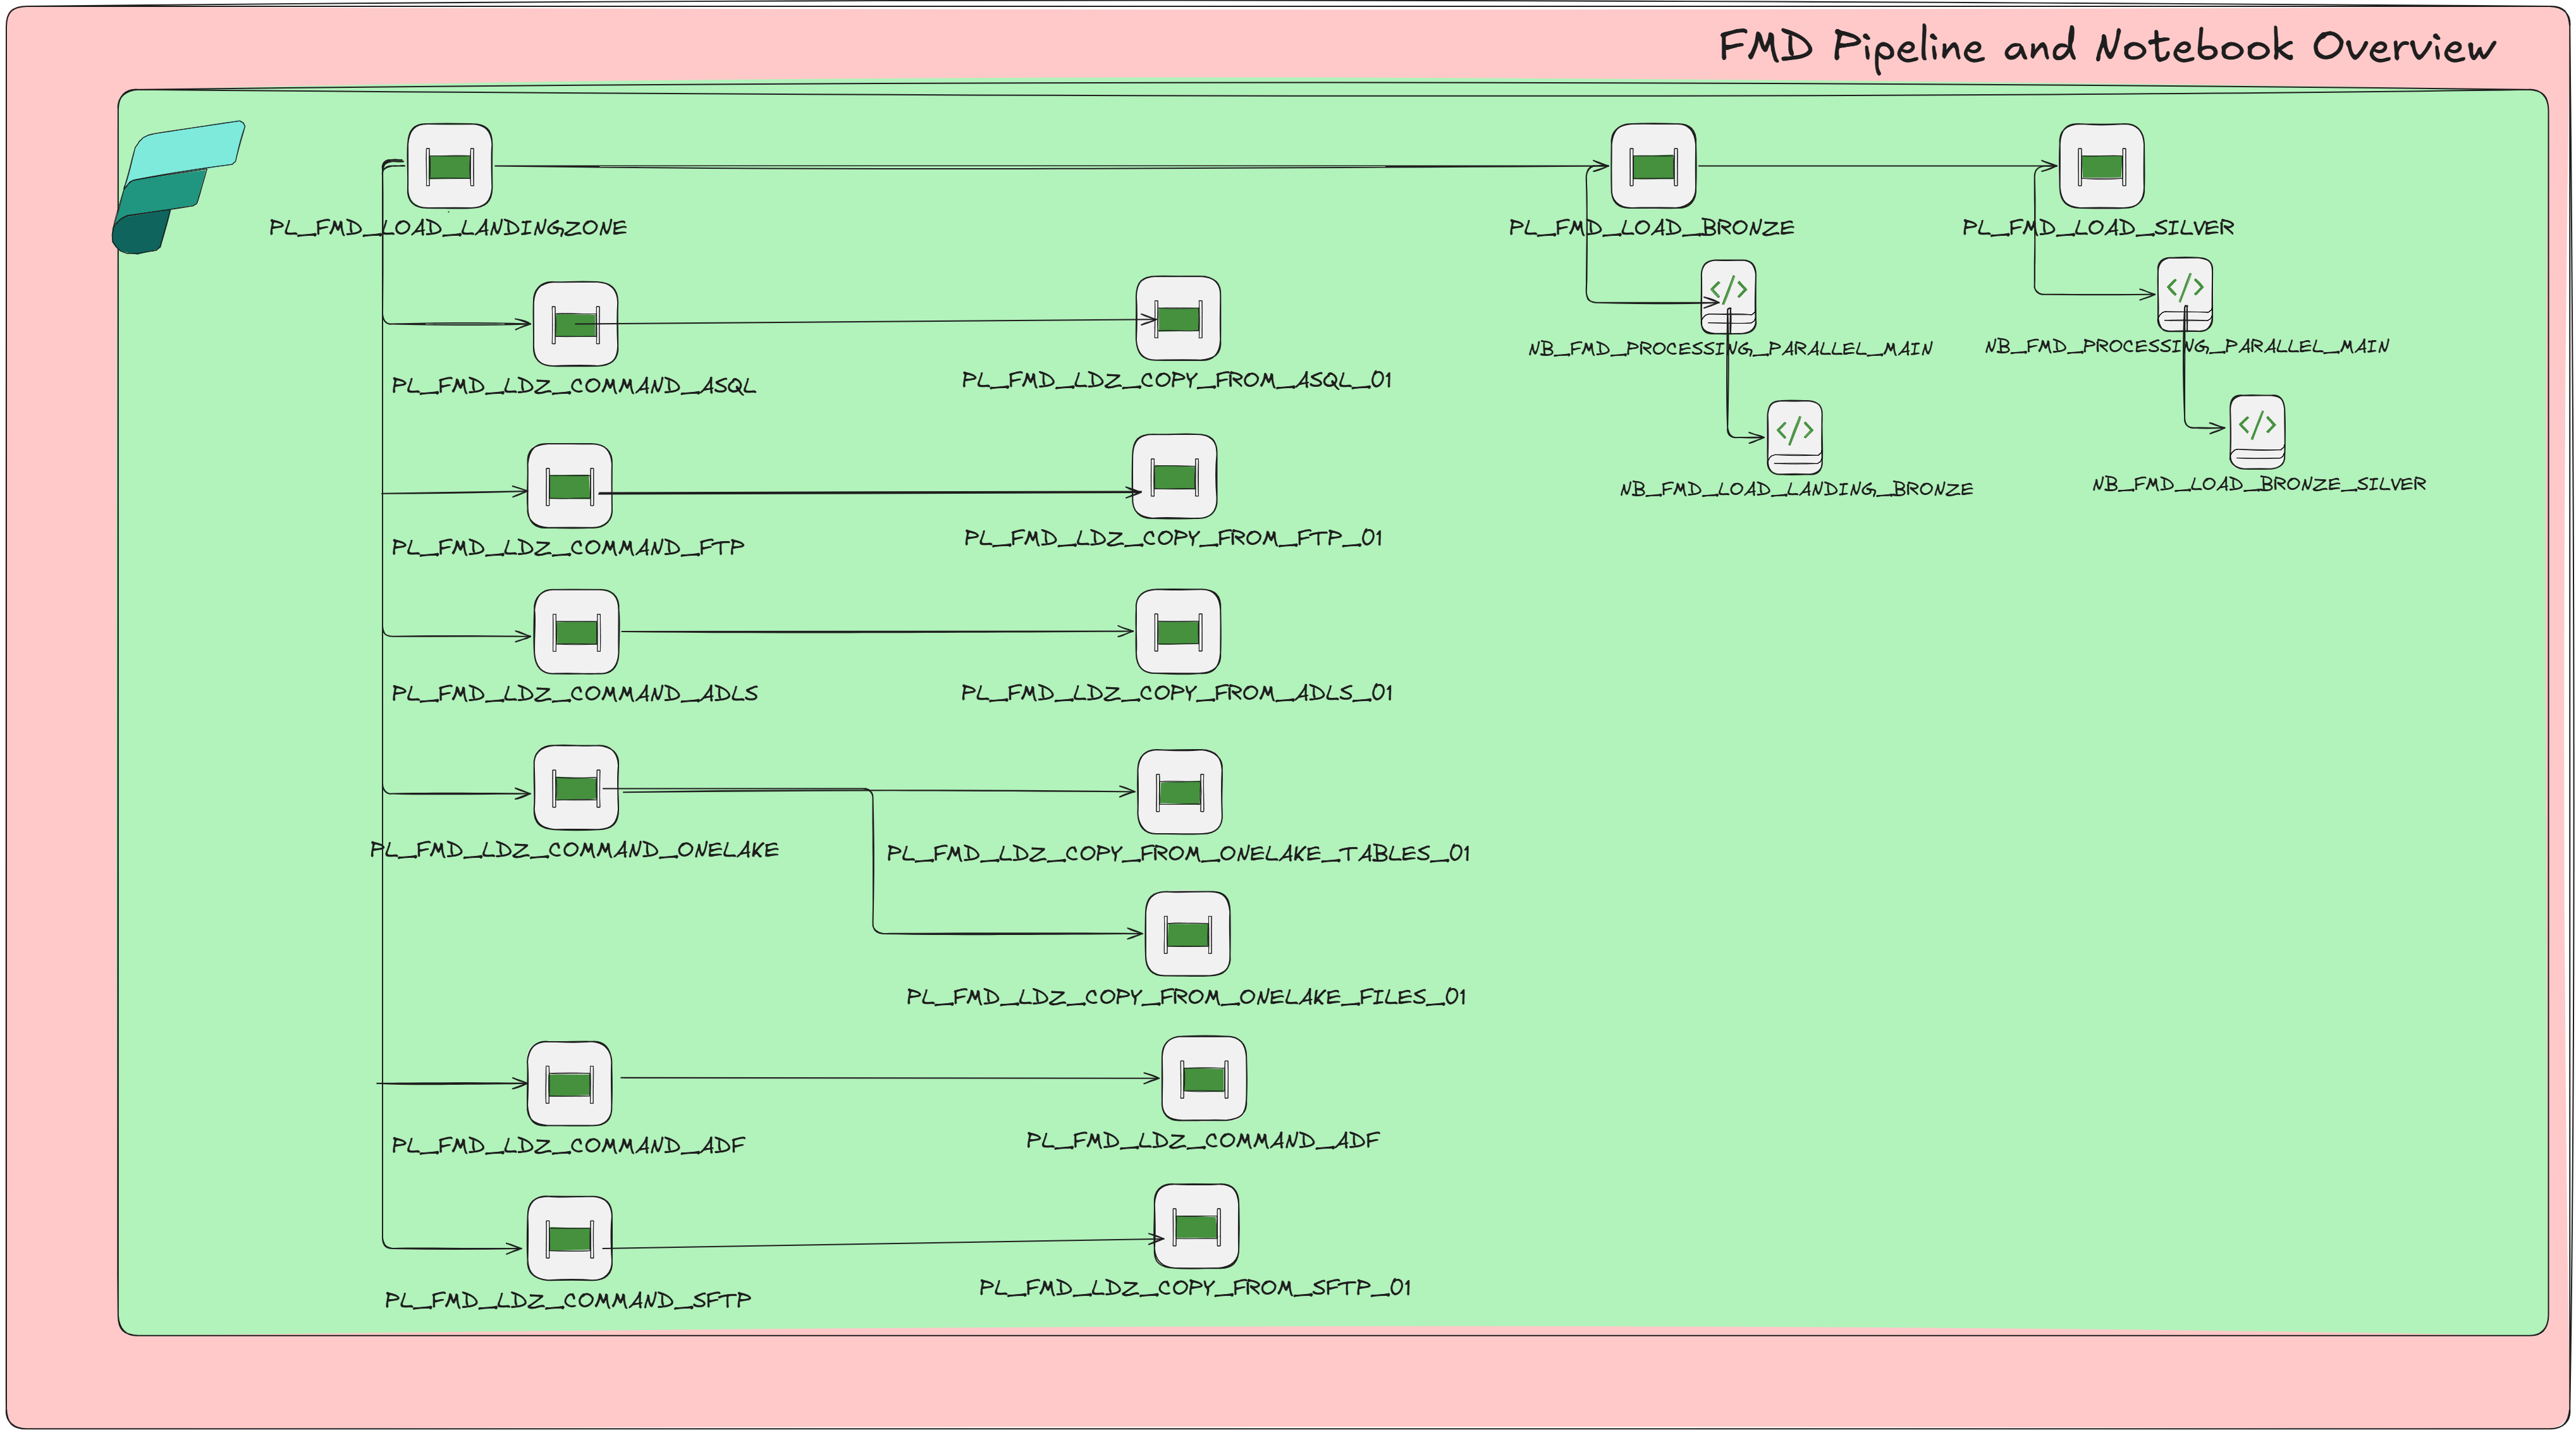 FMD Pipeline and Notebook Overview
PL_FMD_LOAD_LANDINGZONE
PL_FMD_LOAD_BRONZE
PL_FMD_LOAD_SILVER
NB_FMD_PROCESSING_PARALLEL_MAIN
NB_FMD_PROCESSING_PARALLEL_MAIN
PL_FMD_LDZ_COMMAND_ASQL
PL_FMD_LDZ_COPY_FROM_ASQL_01
NB_FMD_LOAD_LANDING_BRONZE
NB_FMD_LOAD_BRONZE_SILVER
PL_FMD_LDZ_COMMAND_FTP
PL_FMD_LDZ_COPY_FROM_FTP_01
PL_FMD_LDZ_COMMAND_ADLS
PL_FMD_LDZ_COPY_FROM_ADLS_01
PL_FMD_LDZ_COMMAND_ONELAKE
PL_FMD_LDZ_COPY_FROM_ONELAKE_TABLES_01
PL_FMD_LDZ_COPY_FROM_ONELAKE_FILES_01
PL_FMD_LDZ_COMMAND_ADF
PL_FMD_LDZ_COMMAND_ADF
PL_FMD_LDZ_COMMAND_SFTP
PL_FMD_LDZ_COPY_FROM_SFTP_01